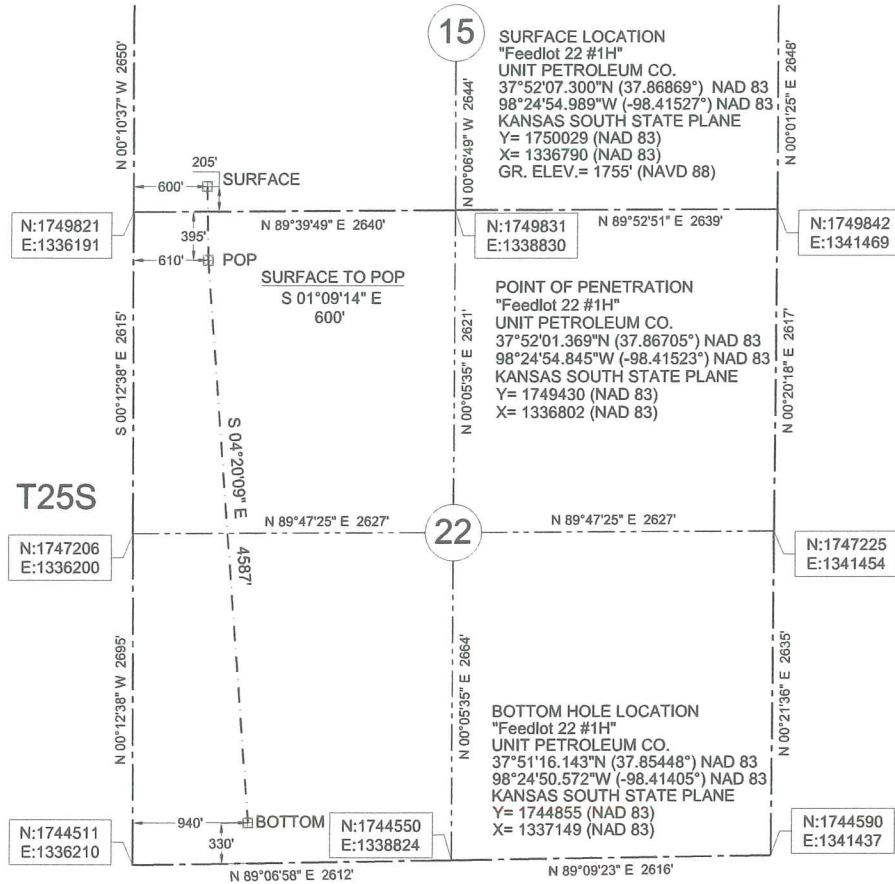 15
SURFACE LOCATION
"Feedlot 22 #1H"
UNIT PETROLEUM CO.
37°52'07.300"N (37.86869°) NAD 83
98°24'54.989"W (-98.41527°) NAD 83
KANSAS SOUTH STATE PLANE
Y= 1750029 (NAD 83)
X= 1336790 (NAD 83)
GR. ELEV.= 1755' (NAVD 88)
N 00°10'37" W 2650'
N 00°06'49" W 2644'
N 00°01'25" E 2648'
205'
600'
SURFACE
N:1749821
E:1336191
N 89°39'49" E 2640'
N:1749831
E:1338830
N 89°52'51" E 2639'
N:1749842
E:1341469
395'
610'
POP
SURFACE TO POP
S 01°09'14" E
600'
POINT OF PENETRATION
"Feedlot 22 #1H"
UNIT PETROLEUM CO.
37°52'01.369"N (37.86705°) NAD 83
98°24'54.845"W (-98.41523°) NAD 83
KANSAS SOUTH STATE PLANE
Y= 1749430 (NAD 83)
X= 1336802 (NAD 83)
S 00°12'38" E 2615'
N 00°05'35" E 2621'
N 00°20'18" E 2617'
S 04°20'09" E 4587'
T25S
N 89°47'25" E 2627'
22
N 89°47'25" E 2627'
N:1747206
E:1336200
N:1747225
E:1341454
N 00°12'38" W 2695'
N 00°05'35" E 2664'
N 00°21'36" E 2635'
BOTTOM HOLE LOCATION
"Feedlot 22 #1H"
UNIT PETROLEUM CO.
37°51'16.143"N (37.85448°) NAD 83
98°24'50.572"W (-98.41405°) NAD 83
KANSAS SOUTH STATE PLANE
Y= 1744855 (NAD 83)
X= 1337149 (NAD 83)
940'
BOTTOM
330'
N:1744511
E:1336210
N:1744550
E:1338824
N:1744590
E:1341437
N 89°06'58" E 2612'
N 89°09'23" E 2616'